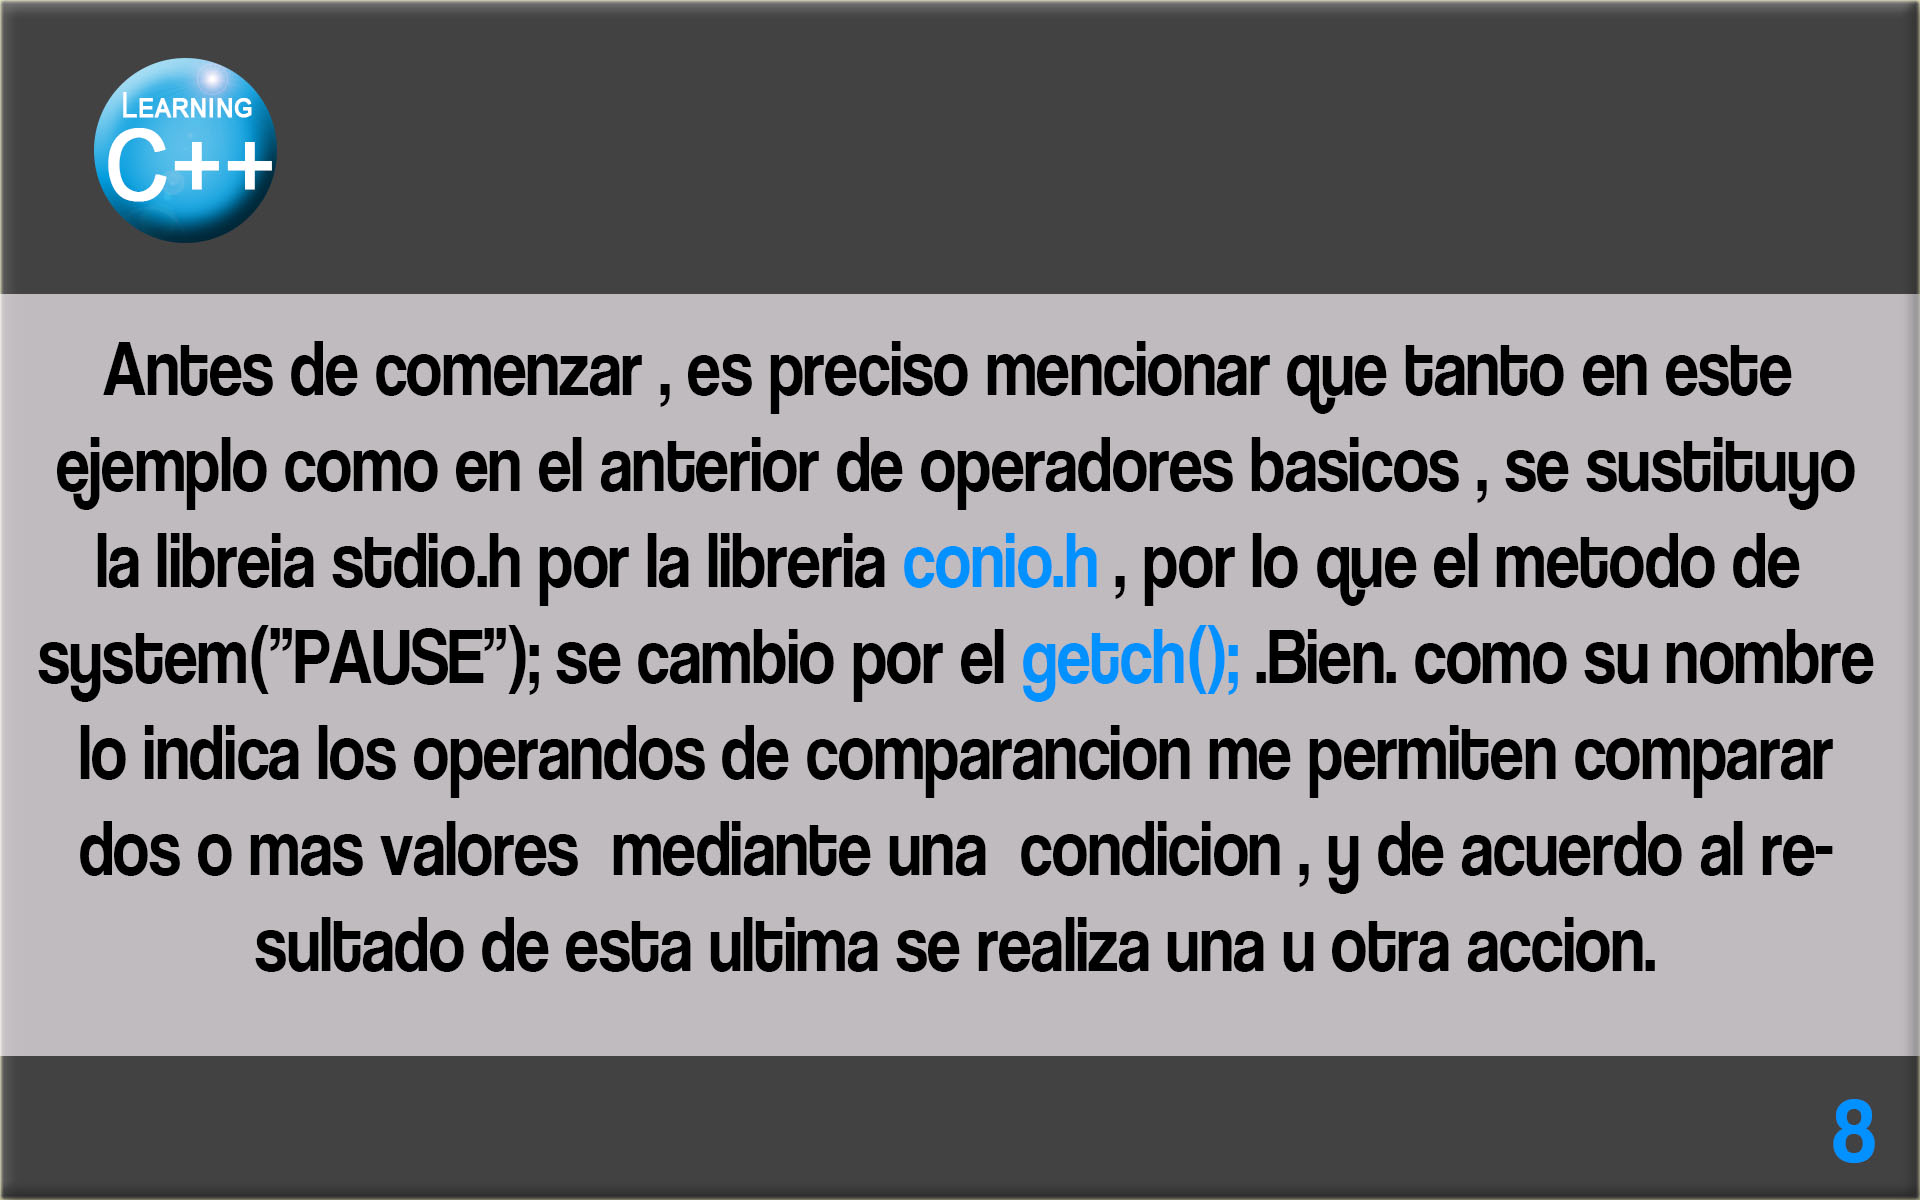 LEARNING
C++
Antes de comenzar , es preciso mencionar que tanto en este
ejemplo como en el anterior de operadores basicos , se sustituyo
la libreia stdio.h por la libreria conio.h , por lo que el metodo de
system("PAUSE"); se cambio por el getch(); .Bien. como su nombre
lo indica los operandos de comparancion me permiten comparar
dos o mas valores  mediante una  condicion , y de acuerdo al re-
sultado de esta ultima se realiza una u otra accion.
8